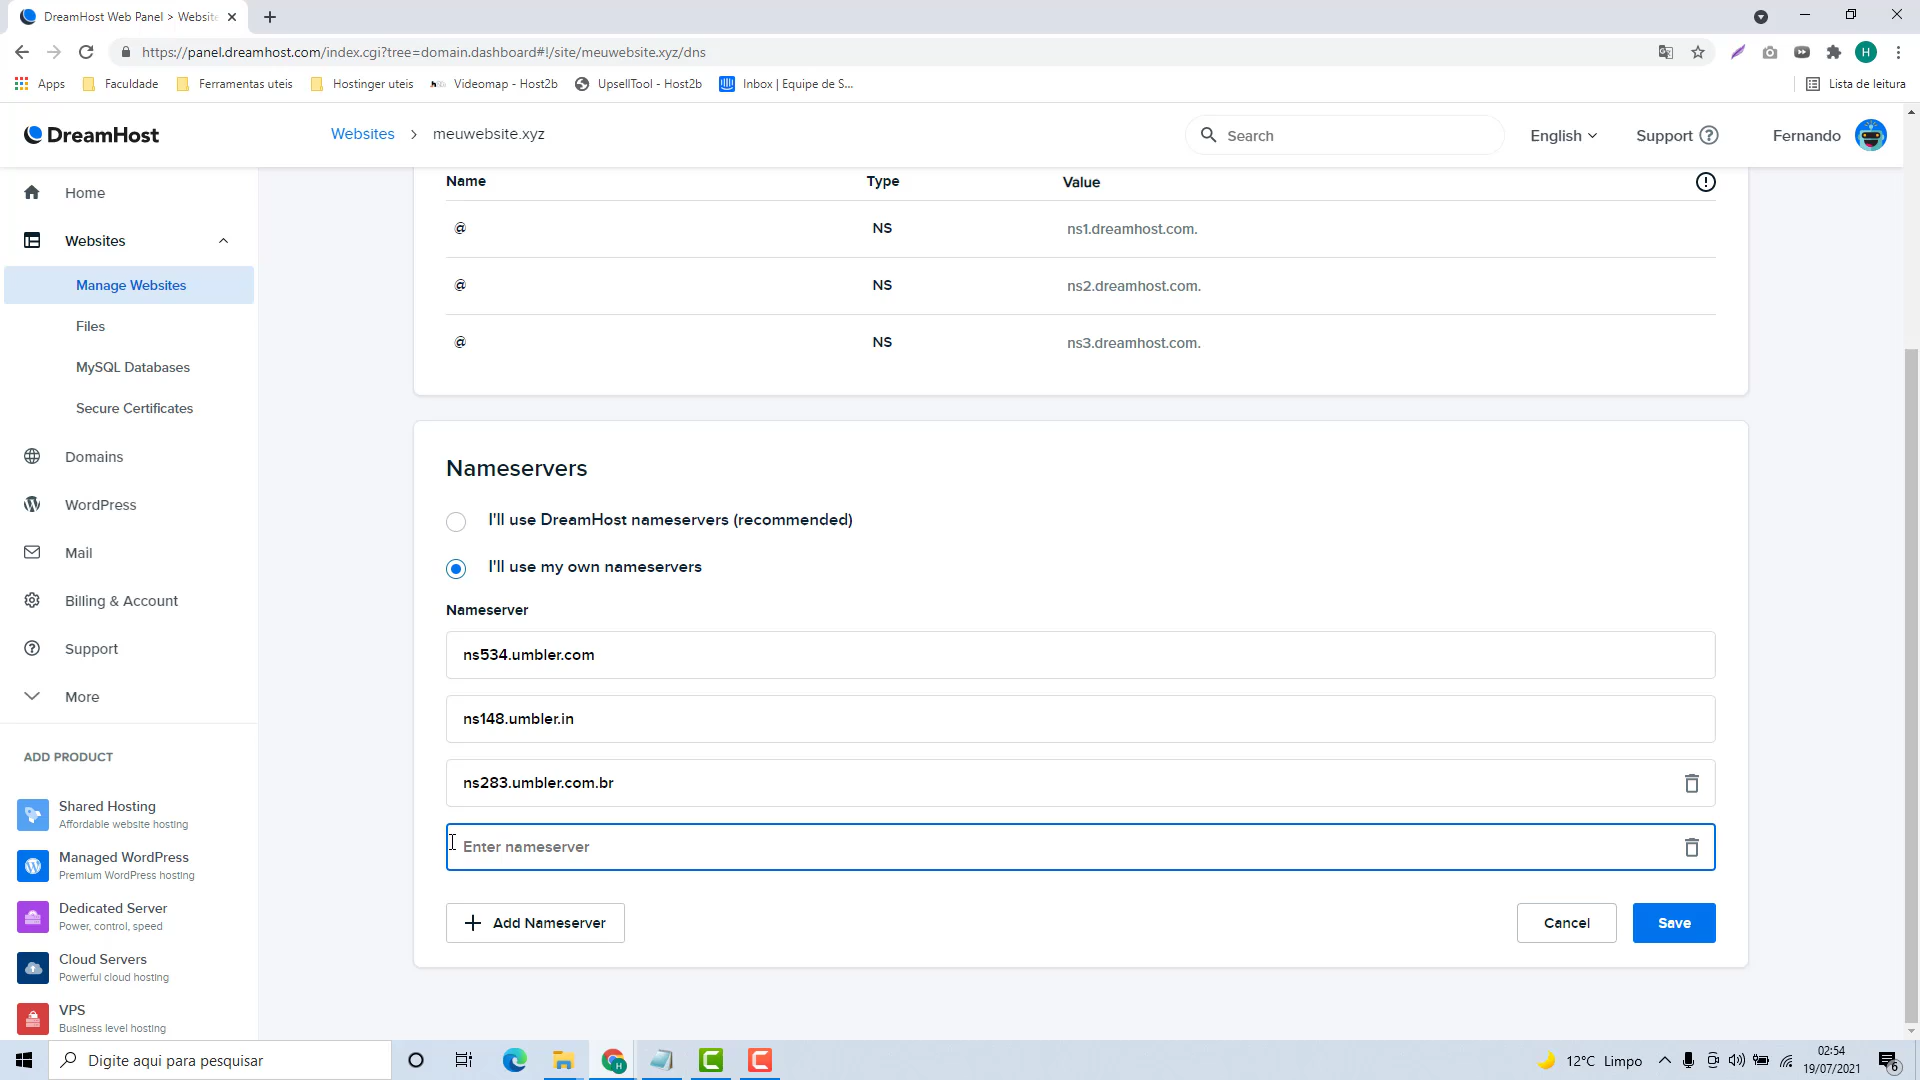 DreamHost Web Panel > Website
https://panel.dreamhost.com/index.cgi?tree=domain.dashboard#!/site/meuwebsite.xyz/dns
H
Apps
Faculdade
Ferramentas uteis
Hostinger uteis
Videomap - Host2b
UpsellTool - Host2b
Inbox | Equipe de S...
Lista de leitura
DreamHost
Websites > meuwebsite.xyz
Search
English
Support
Fernando
Home
Websites
Manage Websites
Files
MySQL Databases
Secure Certificates
Domains
WordPress
Mail
Billing & Account
Support
More
ADD PRODUCT
Shared Hosting
Affordable website hosting
Managed WordPress
Premium WordPress hosting
Dedicated Server
Power, control, speed
Cloud Servers
Powerful cloud hosting
VPS
Business level hosting
Name Type Value
@ NS ns1.dreamhost.com.
@ NS ns2.dreamhost.com.
@ NS ns3.dreamhost.com.
Nameservers
I'll use DreamHost nameservers (recommended)
I'll use my own nameservers
Nameserver
ns534.umbler.com
ns148.umbler.in
ns283.umbler.com.br
Enter nameserver
Add Nameserver
Cancel
Save
Digite aqui para pesquisar
12°C Limpo
02:54
19/07/2021
6